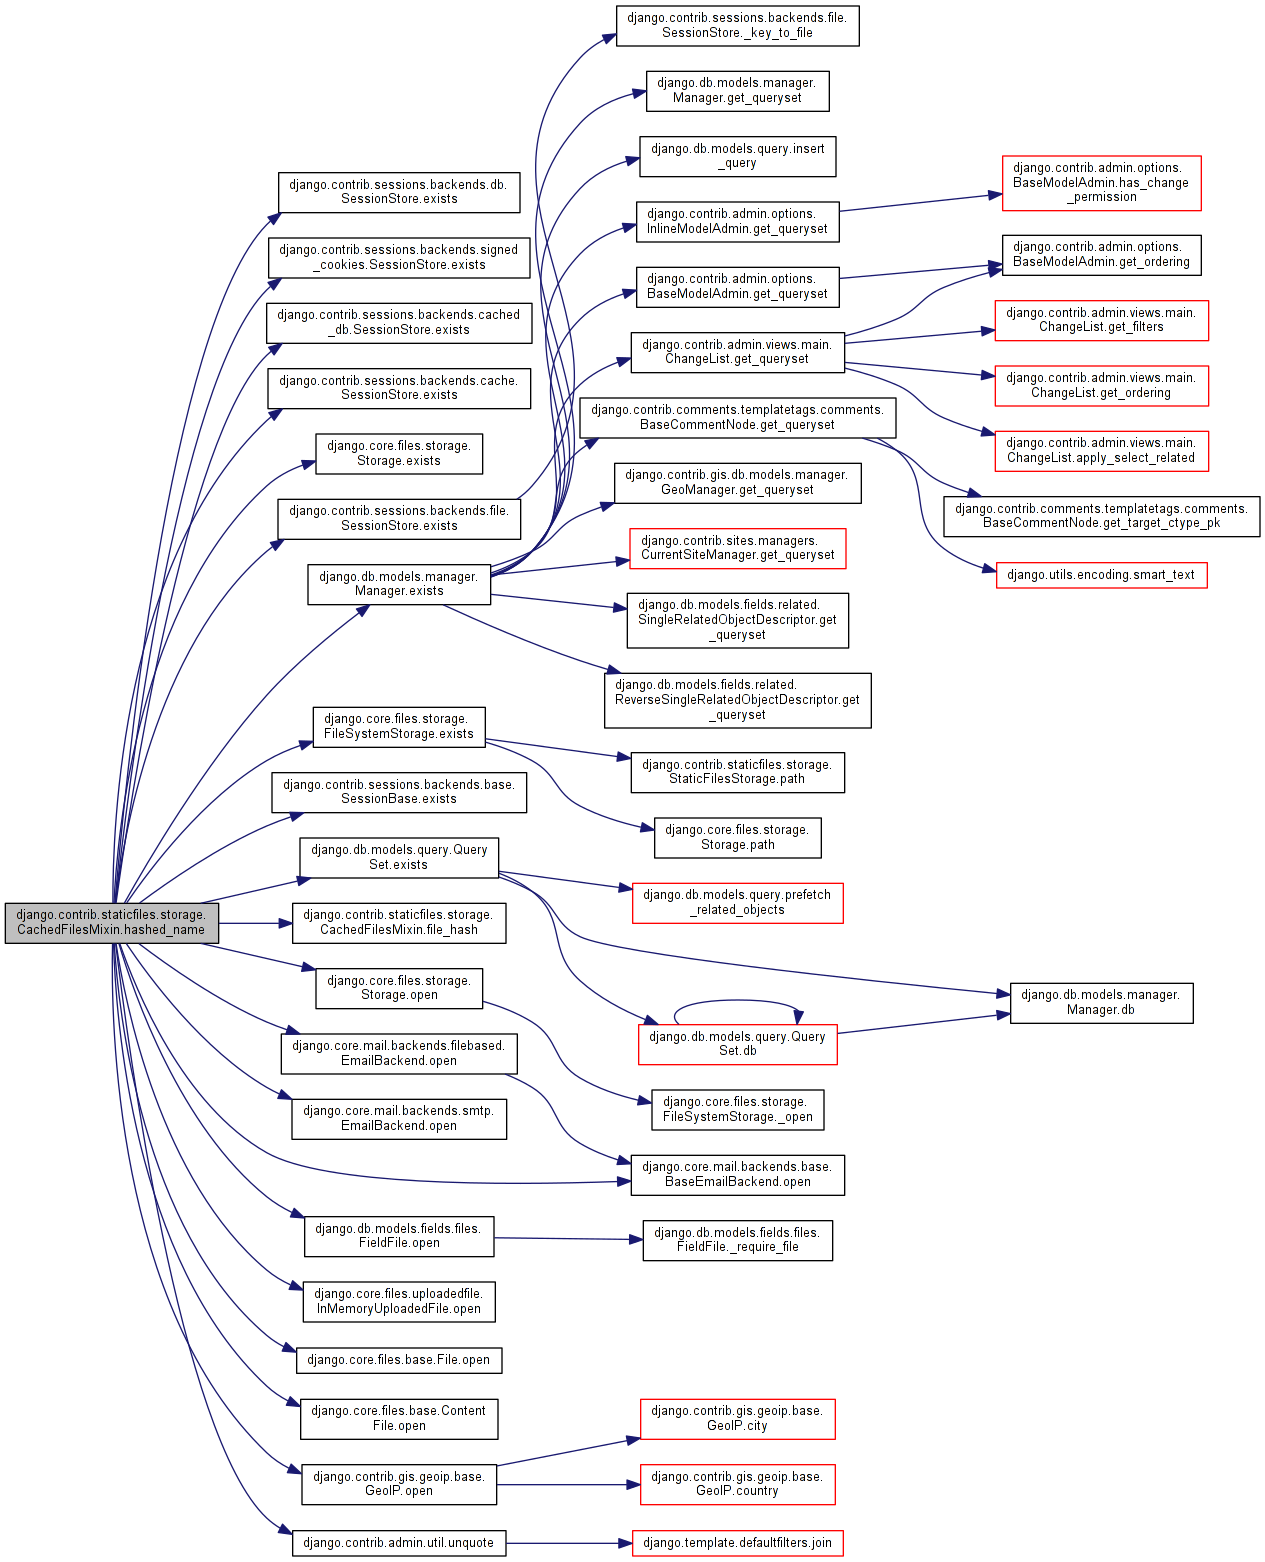 django.contrib.staticfiles.storage.
CachedFilesMixin.hashed_name
django.contrib.sessions.backends.db.
SessionStore.exists
django.contrib.sessions.backends.signed
_cookies.SessionStore.exists
django.contrib.sessions.backends.cached
_db.SessionStore.exists
django.contrib.sessions.backends.cache.
SessionStore.exists
django.core.files.storage.
Storage.exists
django.contrib.sessions.backends.file.
SessionStore.exists
django.db.models.manager.
Manager.exists
django.core.files.storage.
FileSystemStorage.exists
django.contrib.sessions.backends.base.
SessionBase.exists
django.db.models.query.Query
Set.exists
django.contrib.staticfiles.storage.
CachedFilesMixin.file_hash
django.core.files.storage.
Storage.open
django.core.mail.backends.filebased.
EmailBackend.open
django.core.mail.backends.smtp.
EmailBackend.open
django.db.models.fields.files.
FieldFile.open
django.core.files.uploadedfile.
InMemoryUploadedFile.open
django.core.files.base.File.open
django.core.files.base.Content
File.open
django.contrib.gis.geoip.base.
GeoIP.open
django.contrib.admin.util.unquote
django.contrib.sessions.backends.file.
SessionStore._key_to_file
django.db.models.manager.
Manager.get_queryset
django.db.models.query.insert
_query
django.contrib.admin.options.
InlineModelAdmin.get_queryset
django.contrib.admin.options.
BaseModelAdmin.get_queryset
django.contrib.admin.views.main.
ChangeList.get_queryset
django.contrib.comments.templatetags.comments.
BaseCommentNode.get_queryset
django.contrib.gis.db.models.manager.
GeoManager.get_queryset
django.contrib.sites.managers.
CurrentSiteManager.get_queryset
django.db.models.fields.related.
SingleRelatedObjectDescriptor.get
_queryset
django.db.models.fields.related.
ReverseSingleRelatedObjectDescriptor.get
_queryset
django.contrib.staticfiles.storage.
StaticFilesStorage.path
django.core.files.storage.
Storage.path
django.db.models.query.prefetch
_related_objects
django.db.models.query.Query
Set.db
django.core.files.storage.
FileSystemStorage._open
django.core.mail.backends.base.
BaseEmailBackend.open
django.db.models.fields.files.
FieldFile._require_file
django.contrib.gis.geoip.base.
GeoIP.city
django.contrib.gis.geoip.base.
GeoIP.country
django.template.defaultfilters.join
django.contrib.admin.options.
BaseModelAdmin.has_change
_permission
django.contrib.admin.options.
BaseModelAdmin.get_ordering
django.contrib.admin.views.main.
ChangeList.get_filters
django.contrib.admin.views.main.
ChangeList.get_ordering
django.contrib.admin.views.main.
ChangeList.apply_select_related
django.contrib.comments.templatetags.comments.
BaseCommentNode.get_target_ctype_pk
django.utils.encoding.smart_text
django.db.models.manager.
Manager.db